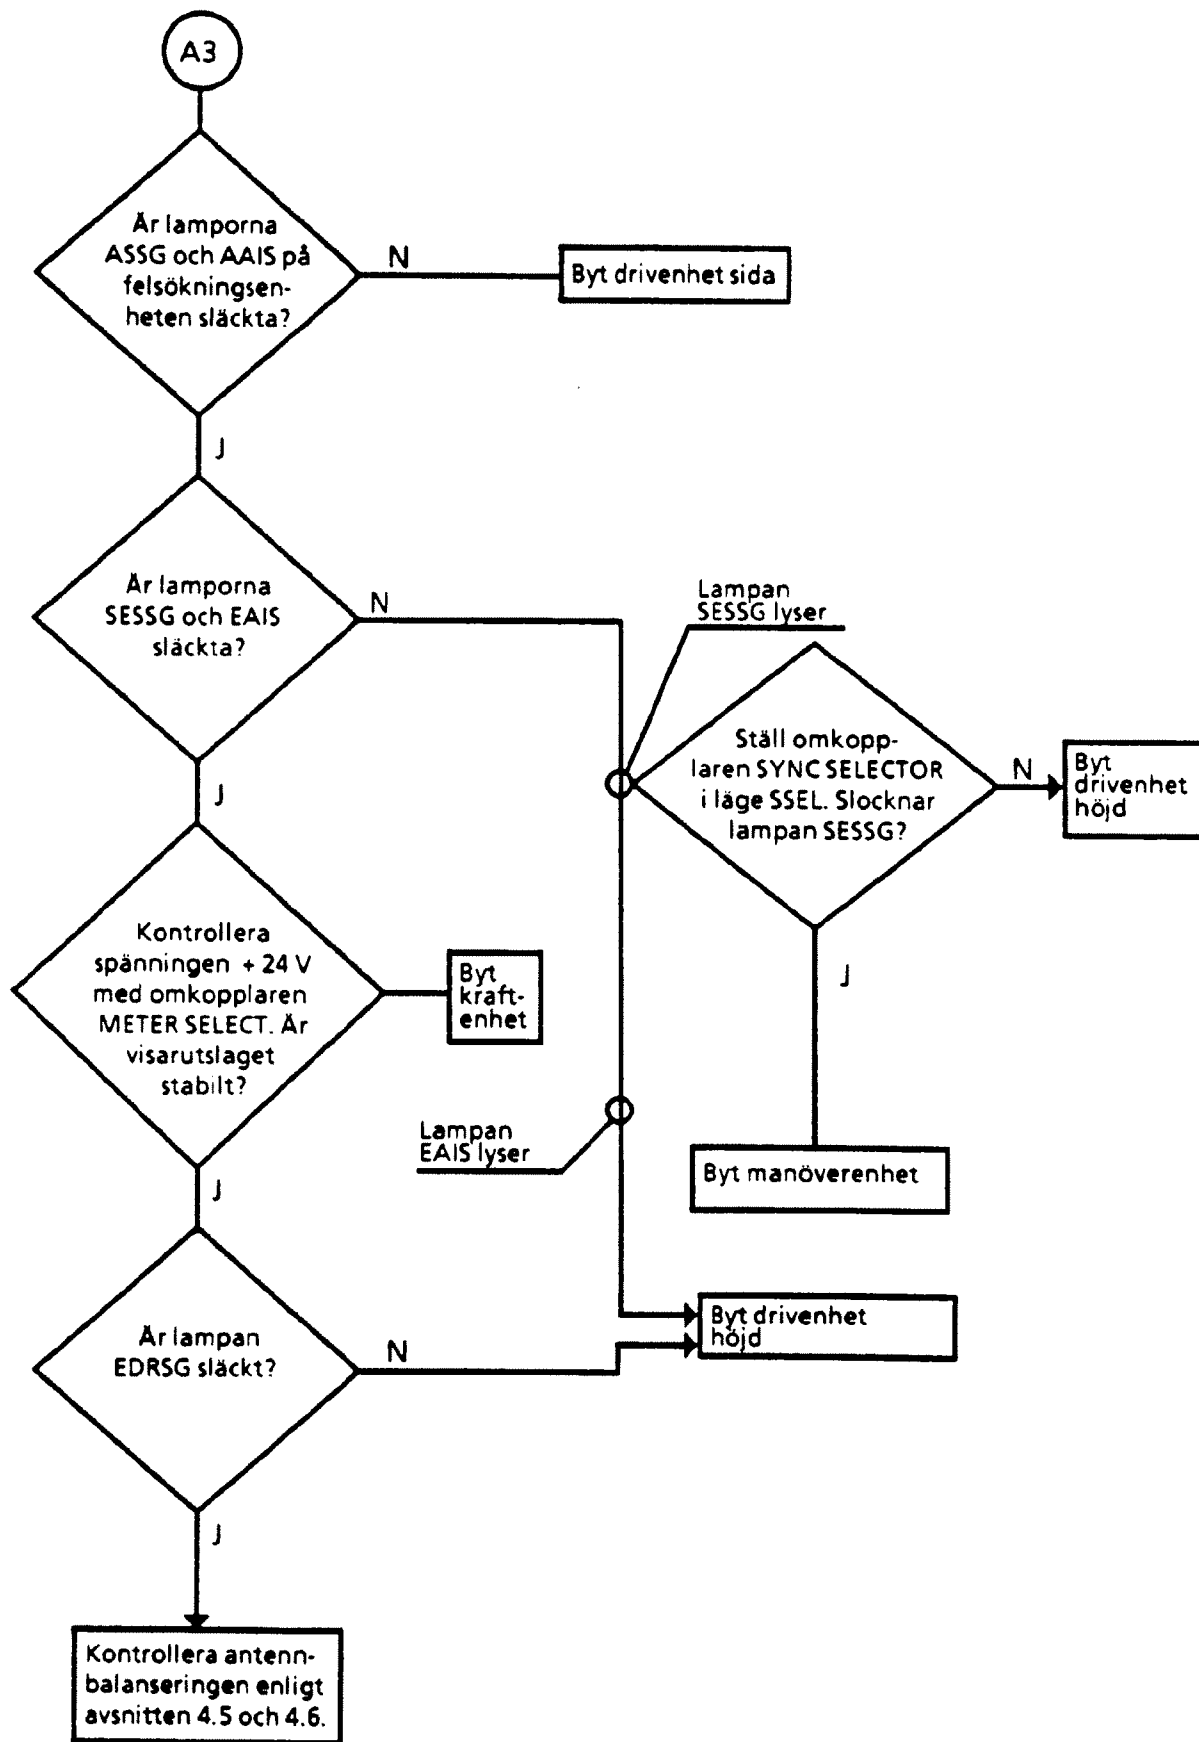 A3
Är lamporna
ASSG och AAIS på
felsökningsen-
heten släckta?
N
Byt drivenhet sida
J
Är lamporna
SESSG och EAIS
släckta?
N
Lampan
SESSG lyser
Ställ omkopp-
laren SYNC SELECTOR
i läge SSEL. Slocknar
lampan SESSG?
N
Byt
drivenhet
höjd
J
Byt manöverenhet
J
Kontrollera
spänningen + 24 V
med omkopplaren
METER SELECT. Är
visarutslaget
stabilt?
Byt
kraft-
enhet
Lampan
EAIS lyser
J
Är lampan
EDRSG släckt?
N
Byt drivenhet
höjd
J
Kontrollera antenn-
balanseringen enligt
avsnitten 4.5 och 4.6.